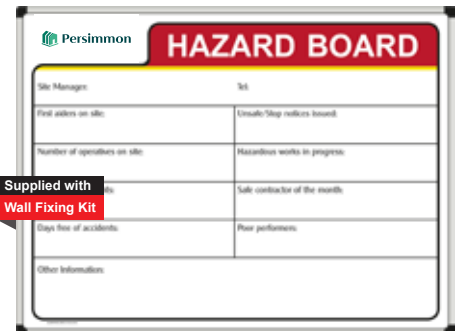 Persimmon
HAZARD BOARD
Site Manager:
Tel:
First aiders on site:
Unsafe/Stop notices issued:
Number of operatives on site:
Hazardous works in progress:
Supplied with
Wall Fixing Kit
Safe contractor of the month:
Days free of accidents:
Poor performers:
Other Information: